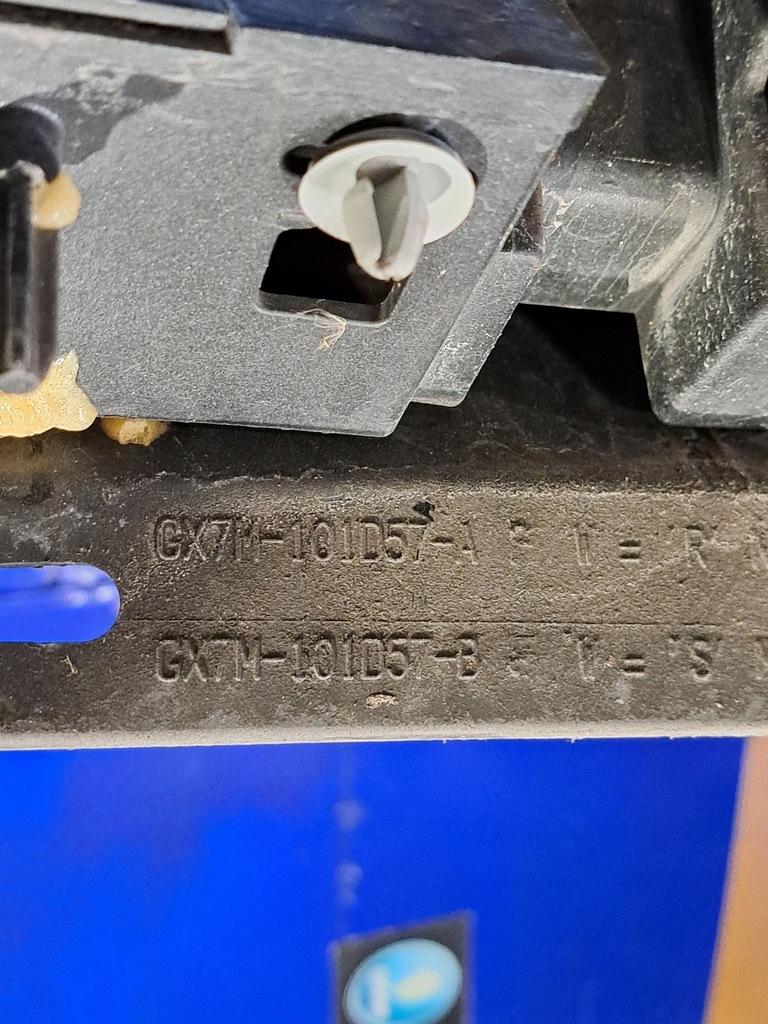 GX7M-101D57-A = 'R'
GX7M-101D57-B = 'S'